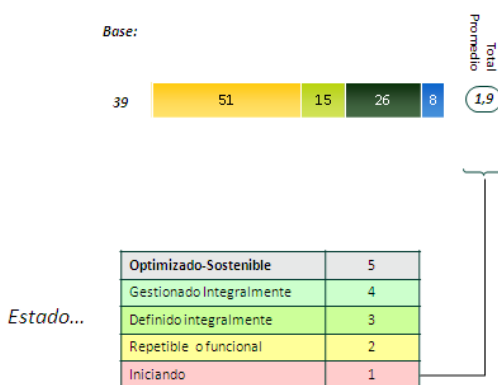 Base:
Total
Promedio
39
51 15 26 8
1,9
Estado...
Optimizado-Sostenible 5
Gestionado Integralmente 4
Definido integralmente 3
Repetible o funcional 2
Iniciando 1